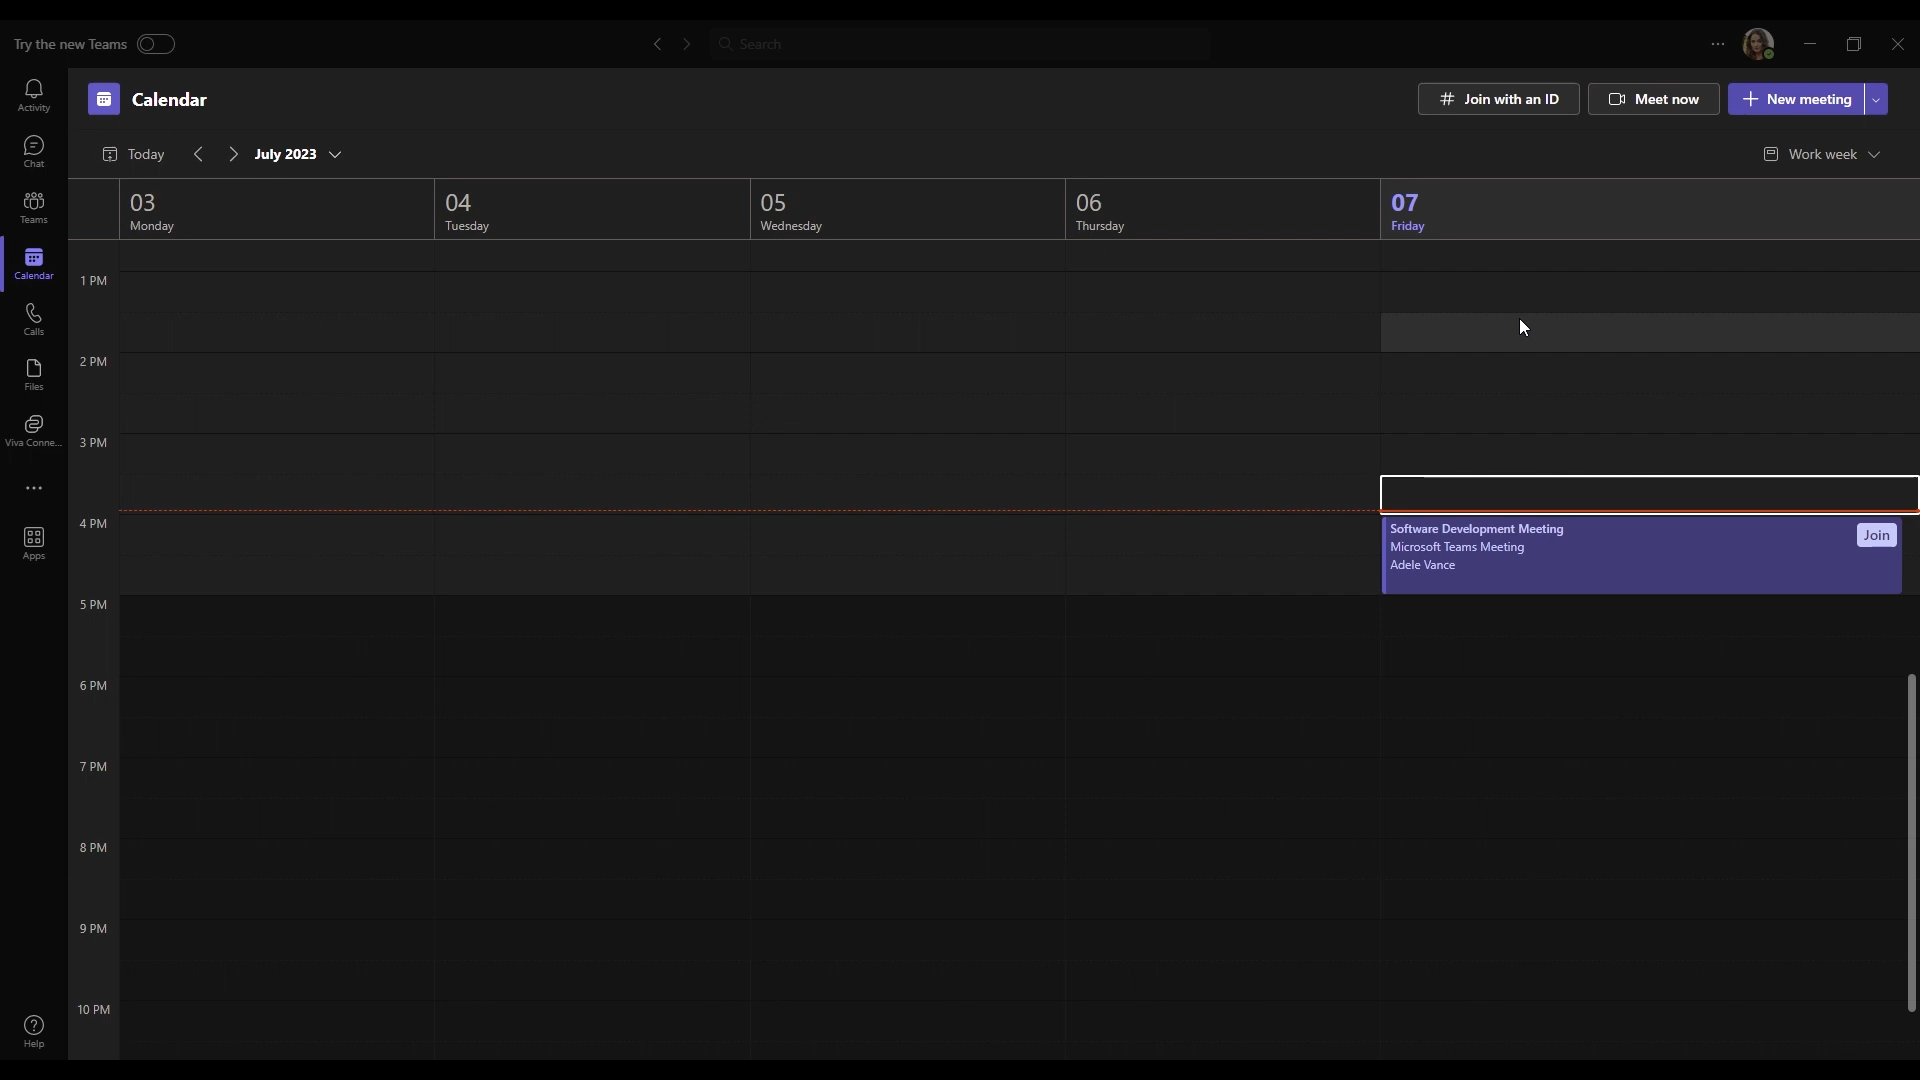 Try the new Teams
Search
Activity
Chat
Teams
Calendar
Calls
Files
Viva Conne...
Apps
Help
Calendar
# Join with an ID
Meet now
+ New meeting
Today
July 2023
Work week
03
Monday
04
Tuesday
05
Wednesday
06
Thursday
07
Friday
1 PM
2 PM
3 PM
4 PM
5 PM
6 PM
7 PM
8 PM
9 PM
10 PM
Software Development Meeting
Microsoft Teams Meeting
Adele Vance
Join